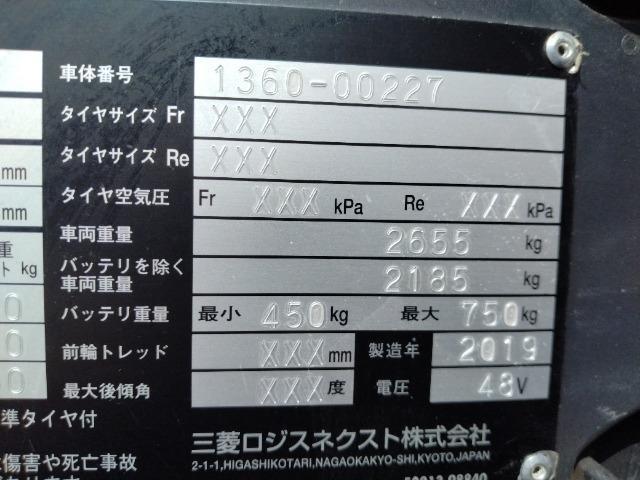 車体番号 1360-00227
タイヤサイズ Fr XXX
タイヤサイズ Re XXX
mm
タイヤ空気圧 Fr XXX kPa Re XXX kPa
mm
車両重量 2655 kg
重
ト kg
バッテリを除く
車両重量 2185 kg
0
バッテリ重量 最小 450kg 最大 750kg
0
前輪トレッド XXX mm 製造年 2019
0
最大後傾角 XXX 度 電圧 48V
準タイヤ付
三菱ロジスネクスト株式会社
は傷害や死亡事故
2-1-1,HIGASHIKOTARI,NAGAOKAKYO-SHI,KYOTO,JAPAN